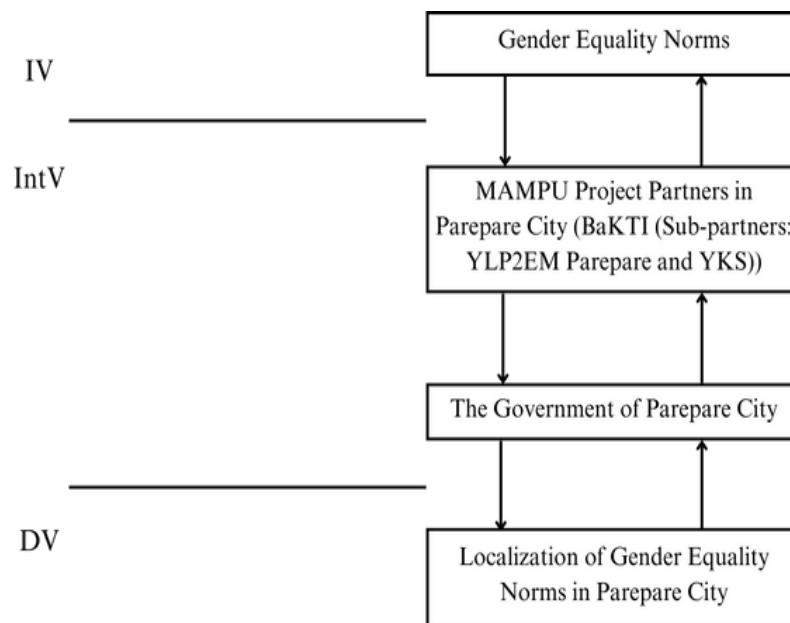 Gender Equality Norms
IV
IntV
MAMPU Project Partners in
Parepare City (BaKTI (Sub-partners:
YLP2EM Parepare and YKS))
The Government of Parepare City
DV
Localization of Gender Equality
Norms in Parepare City